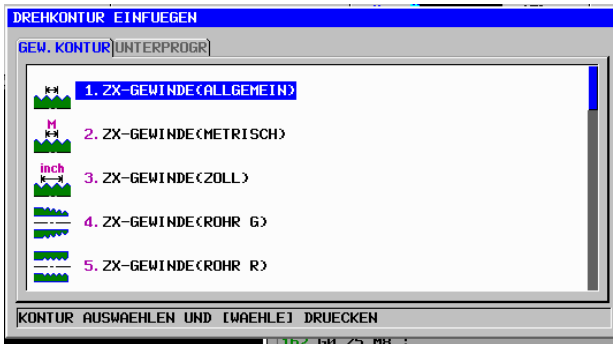 DREHKONTUR EINFUEGEN
GEW. KONTUR UNTERPROGR
1. ZX-GEWINDE(ALLGEMEIN)
M
2. ZX-GEWINDE(METRISCH)
inch
3. ZX-GEWINDE(ZOLL)
4. ZX-GEWINDE(ROHR G)
5. ZX-GEWINDE(ROHR R)
KONTUR AUSWAEHLEN UND [WAEHLE] DRUECKEN